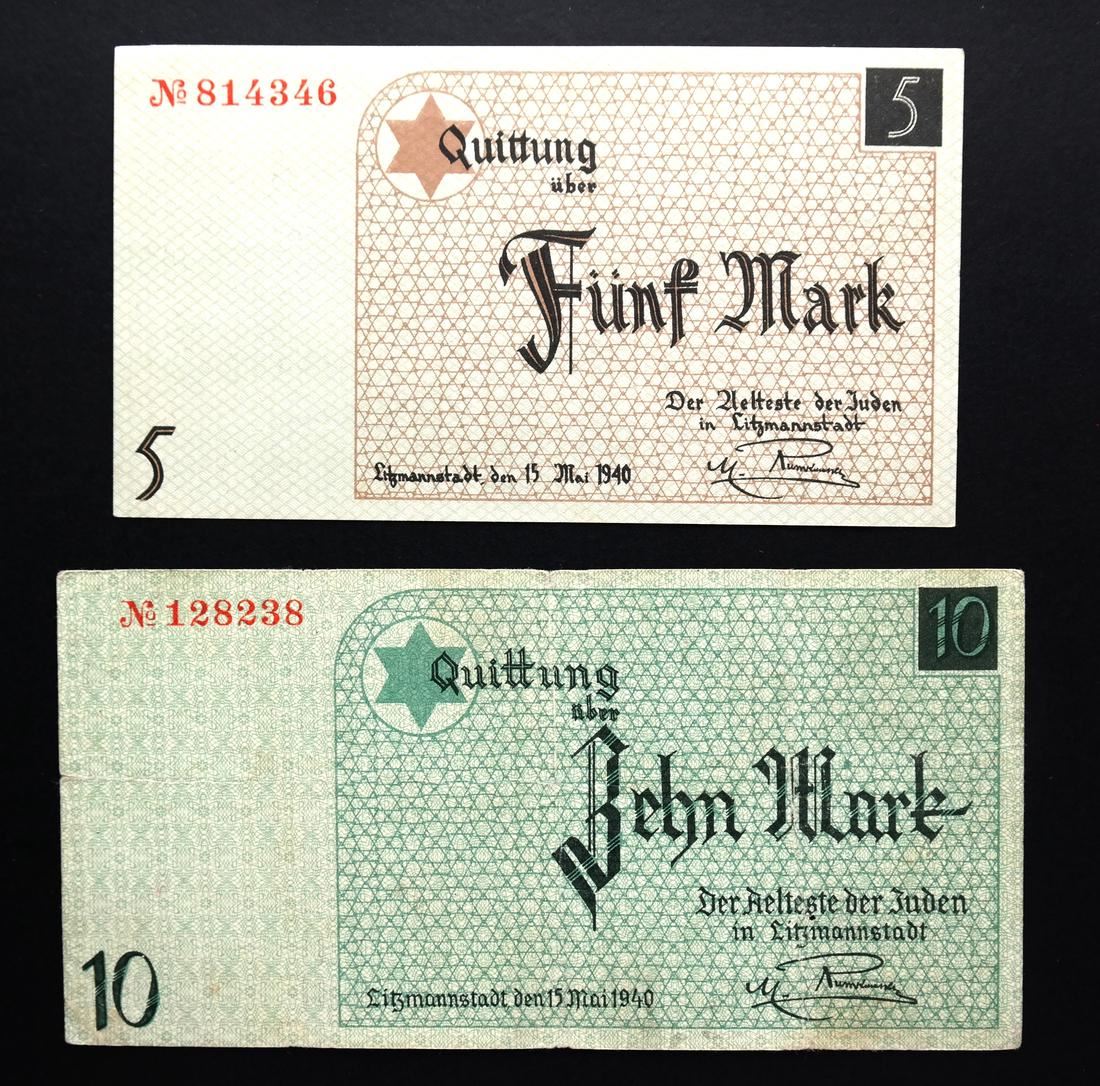 № 814346
5
Quittung
über
Fünf Mark
Der Aelteste der Juden
in Litzmannstadt
Litzmannstadt, den 15 Mai 1940
M. Rumkowski
5
№ 128238
10
Quittung
über
Zehn Mark
Der Aelteste der Juden
in Litzmannstadt
Litzmannstadt, den 15 Mai 1940
M. Rumkowski
10